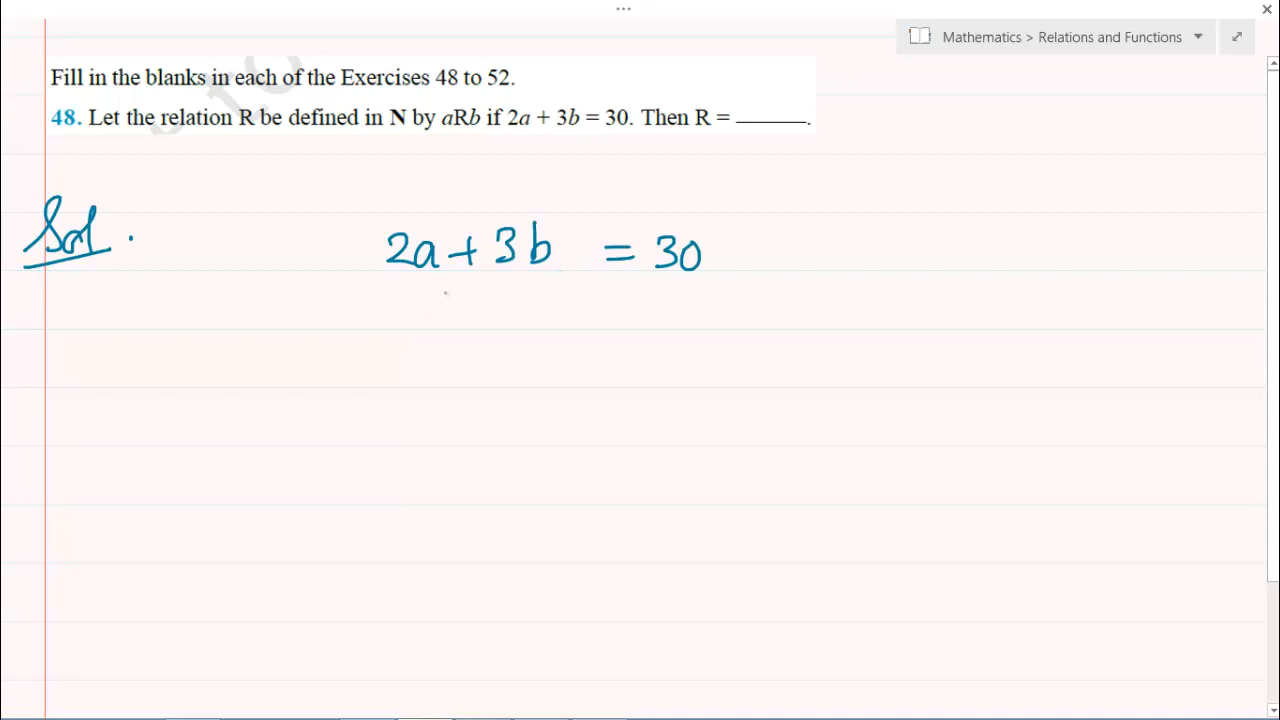 Mathematics > Relations and Functions
Fill in the blanks in each of the Exercises 48 to 52.
48. Let the relation R be defined in N by aRb if 2a + 3b = 30. Then R = ______.
Sol.
2a + 3b = 30